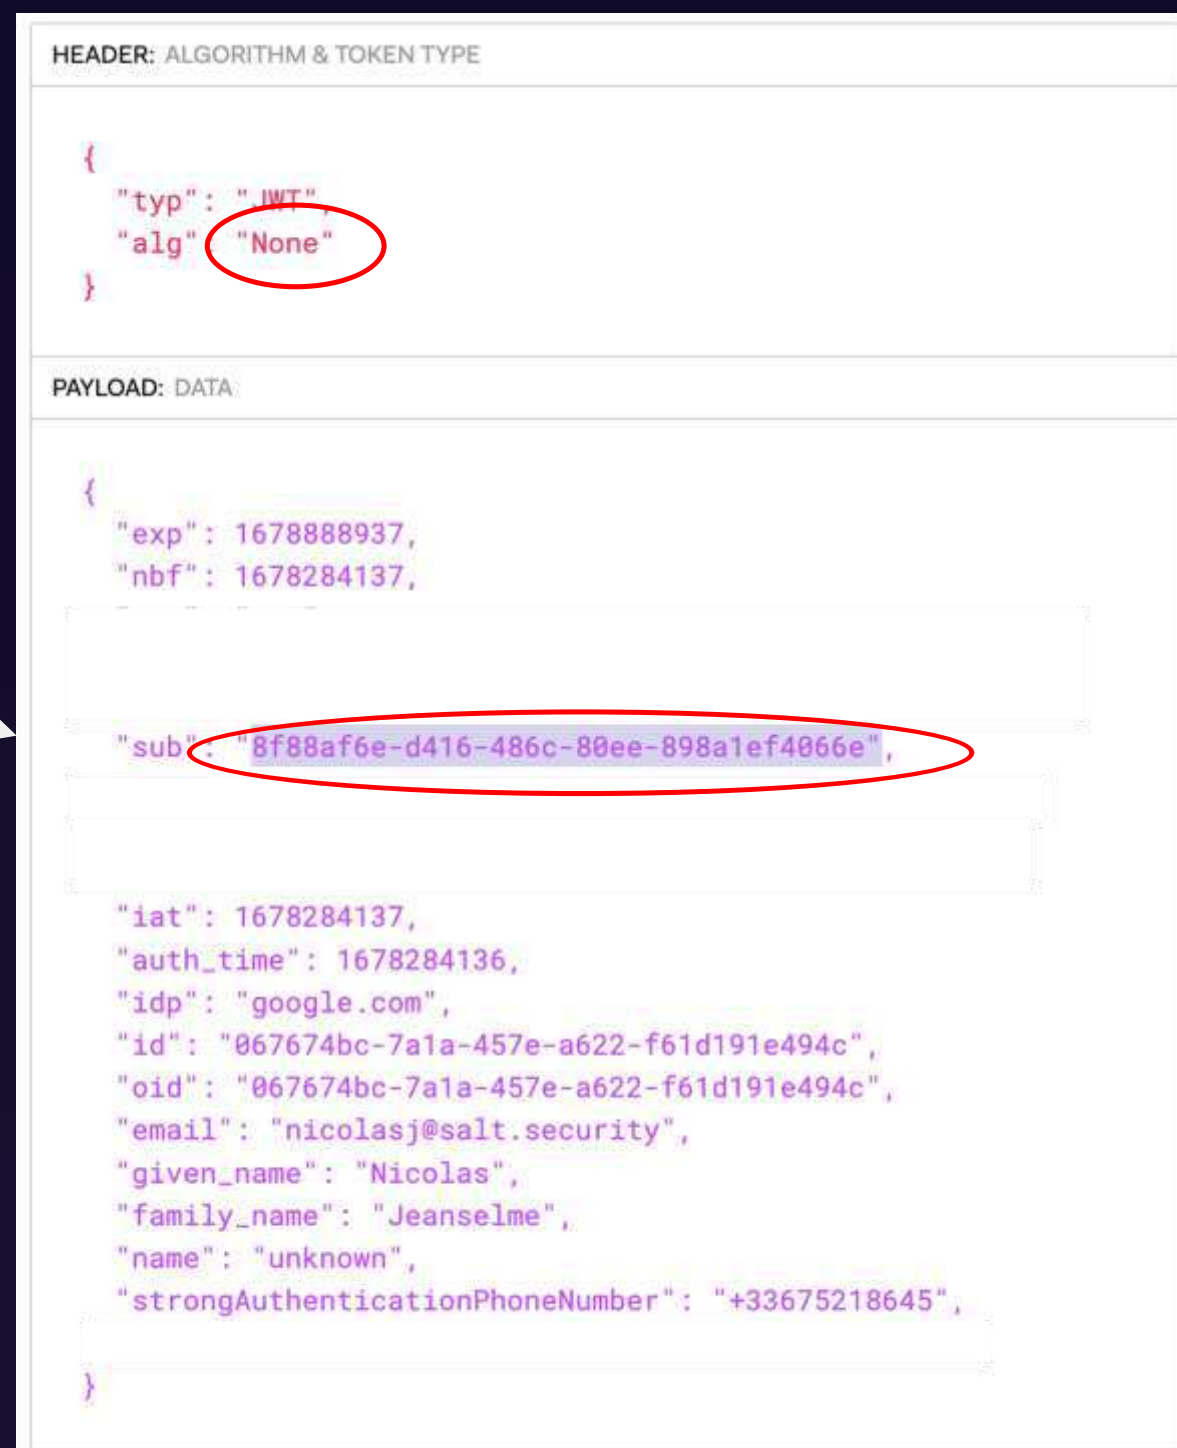 HEADER: ALGORITHM & TOKEN TYPE
{
"typ": "JWT",
"alg": "None"
}
PAYLOAD: DATA
{
"exp": 1678888937,
"nbf": 1678284137,
"sub": "8f88af6e-d416-486c-80ee-898a1ef4066e",
"iat": 1678284137,
"auth_time": 1678284136,
"idp": "google.com",
"id": "067674bc-7a1a-457e-a622-f61d191e494c",
"oid": "067674bc-7a1a-457e-a622-f61d191e494c",
"email": "nicolasj@salt.security",
"given_name": "Nicolas",
"family_name": "Jeanselme",
"name": "unknown",
"strongAuthenticationPhoneNumber": "+33675218645",
}